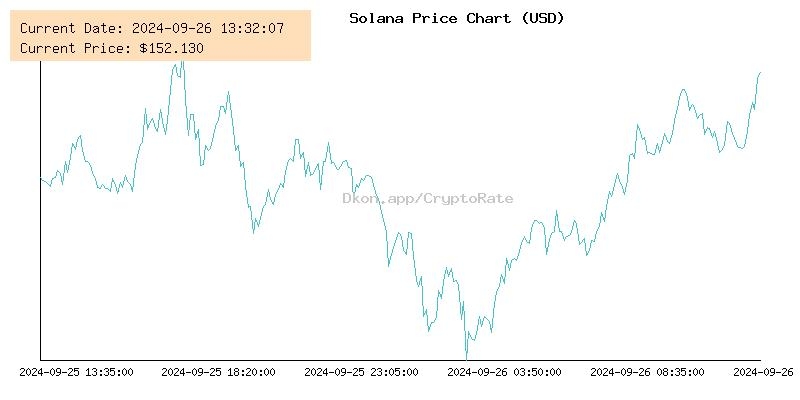 Solana Price Chart (USD)
Current Date: 2024-09-26 13:32:07
Current Price: $152.130
Dkon.app/CryptoRate
2024-09-25 13:35:00 2024-09-25 18:20:00 2024-09-25 23:05:00 2024-09-26 03:50:00 2024-09-26 08:35:00 2024-09-26